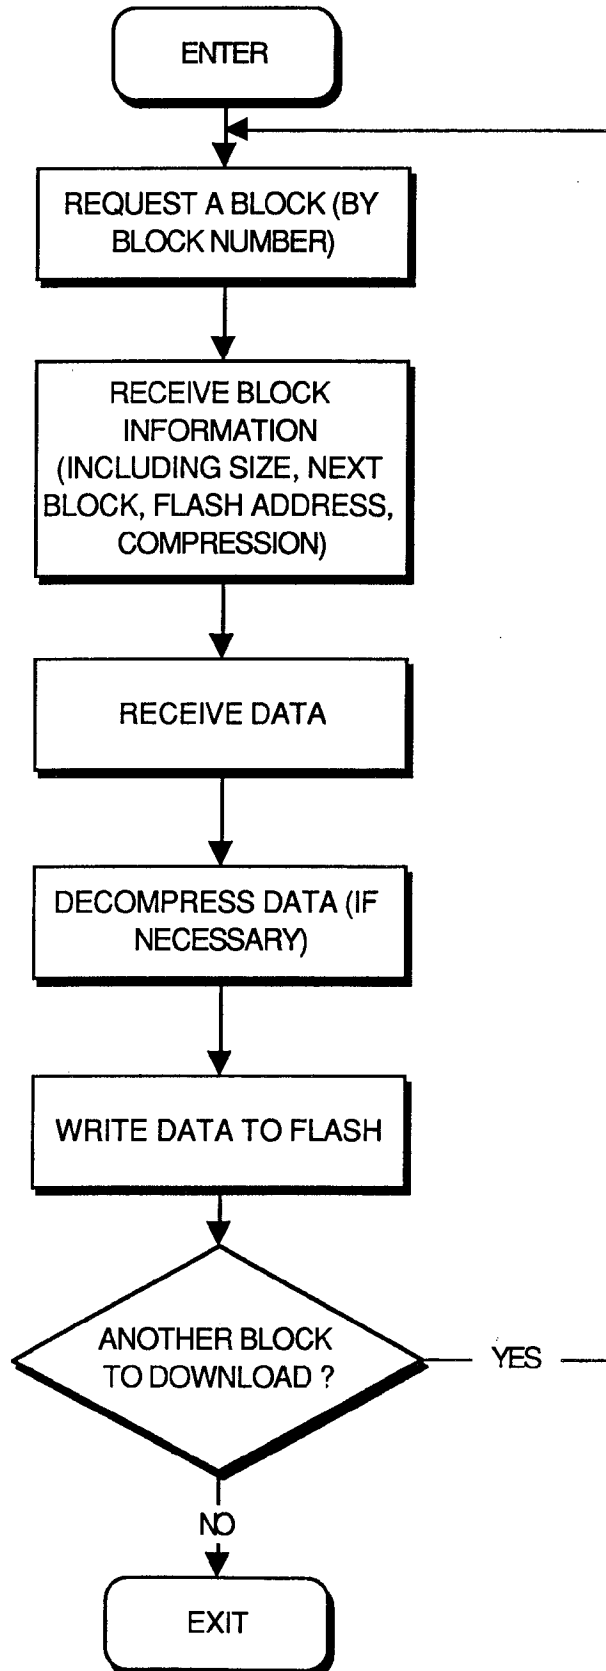 ENTER
REQUEST A BLOCK (BY
BLOCK NUMBER)
RECEIVE BLOCK
INFORMATION
(INCLUDING SIZE, NEXT
BLOCK, FLASH ADDRESS,
COMPRESSION)
RECEIVE DATA
DECOMPRESS DATA (IF
NECESSARY)
WRITE DATA TO FLASH
ANOTHER BLOCK
TO DOWNLOAD ?
YES
NO
EXIT